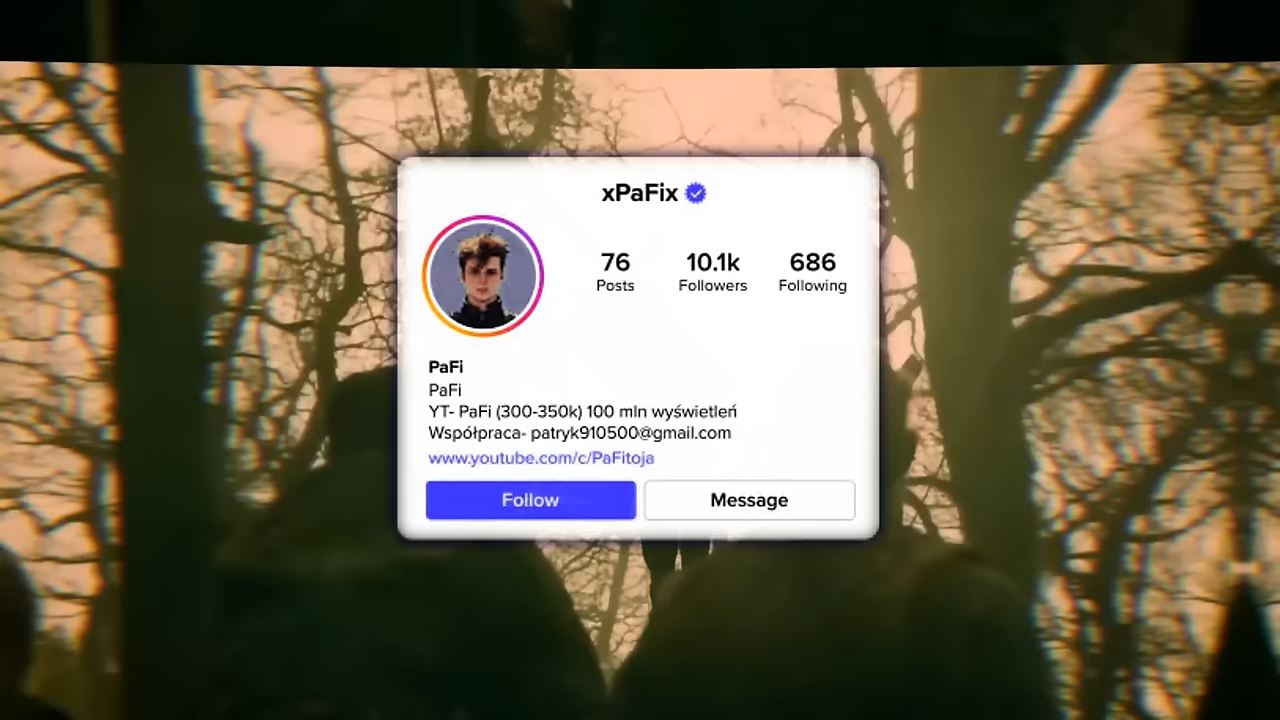 xPaFix
76 10.1k 686
Posts Followers Following
PaFi
PaFi
YT- PaFi (300-350k) 100 mln wyświetleń
Współpraca- patryk910500@gmail.com
www.youtube.com/c/PaFitoja
Follow Message